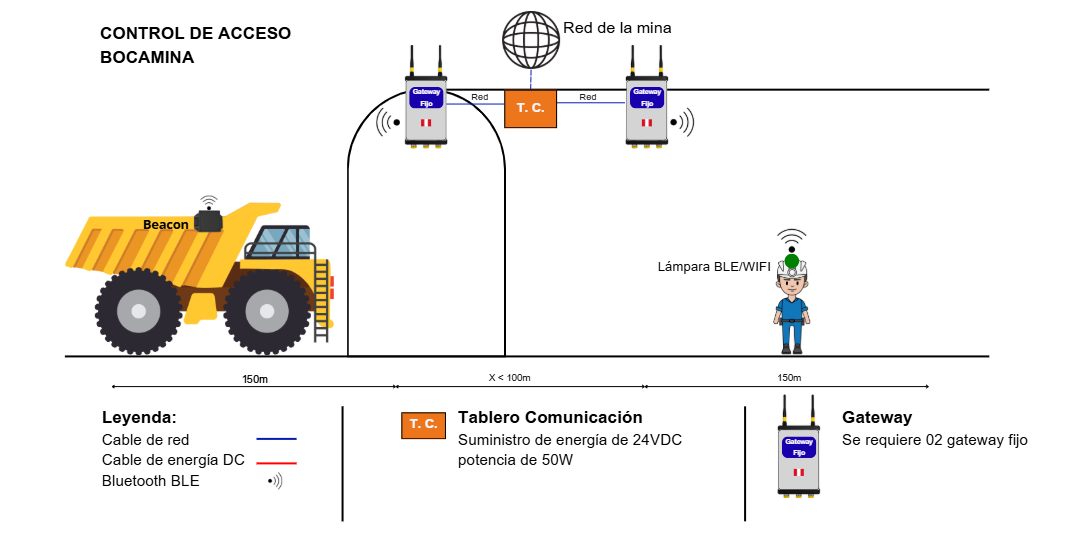 CONTROL DE ACCESO
BOCAMINA
Red de la mina
Gateway
Fijo
Red
T. C.
Red
Gateway
Fijo
Beacon
Lámpara BLE/WIFI
150m
X < 100m
150m
Leyenda:
Cable de red
Cable de energía DC
Bluetooth BLE
T. C.
Tablero Comunicación
Suministro de energía de 24VDC
potencia de 50W
Gateway
Fijo
Gateway
Se requiere 02 gateway fijo